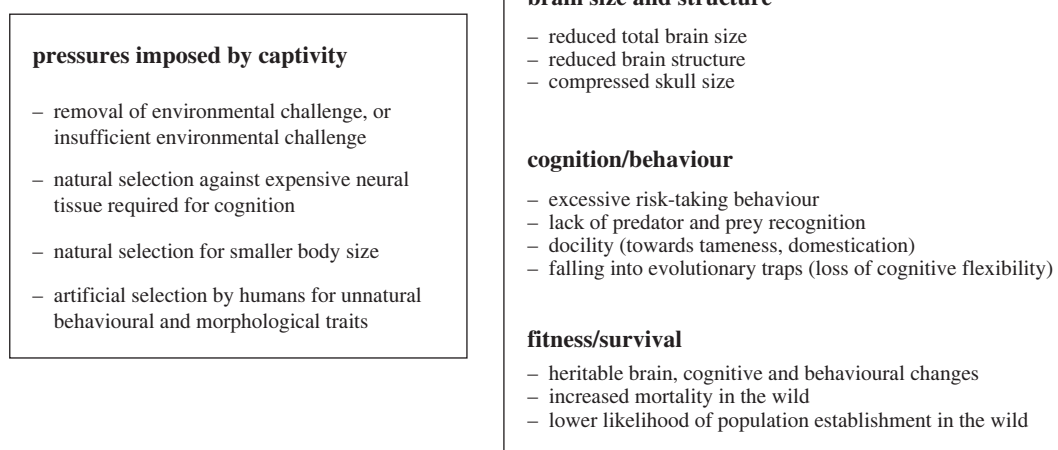 pressures imposed by captivity
– removal of environmental challenge, or
insufficient environmental challenge
– natural selection against expensive neural
tissue required for cognition
– natural selection for smaller body size
– artificial selection by humans for unnatural
behavioural and morphological traits
brain size and structure
– reduced total brain size
– reduced brain structure
– compressed skull size
cognition/behaviour
– excessive risk-taking behaviour
– lack of predator and prey recognition
– docility (towards tameness, domestication)
– falling into evolutionary traps (loss of cognitive flexibility)
fitness/survival
– heritable brain, cognitive and behavioural changes
– increased mortality in the wild
– lower likelihood of population establishment in the wild